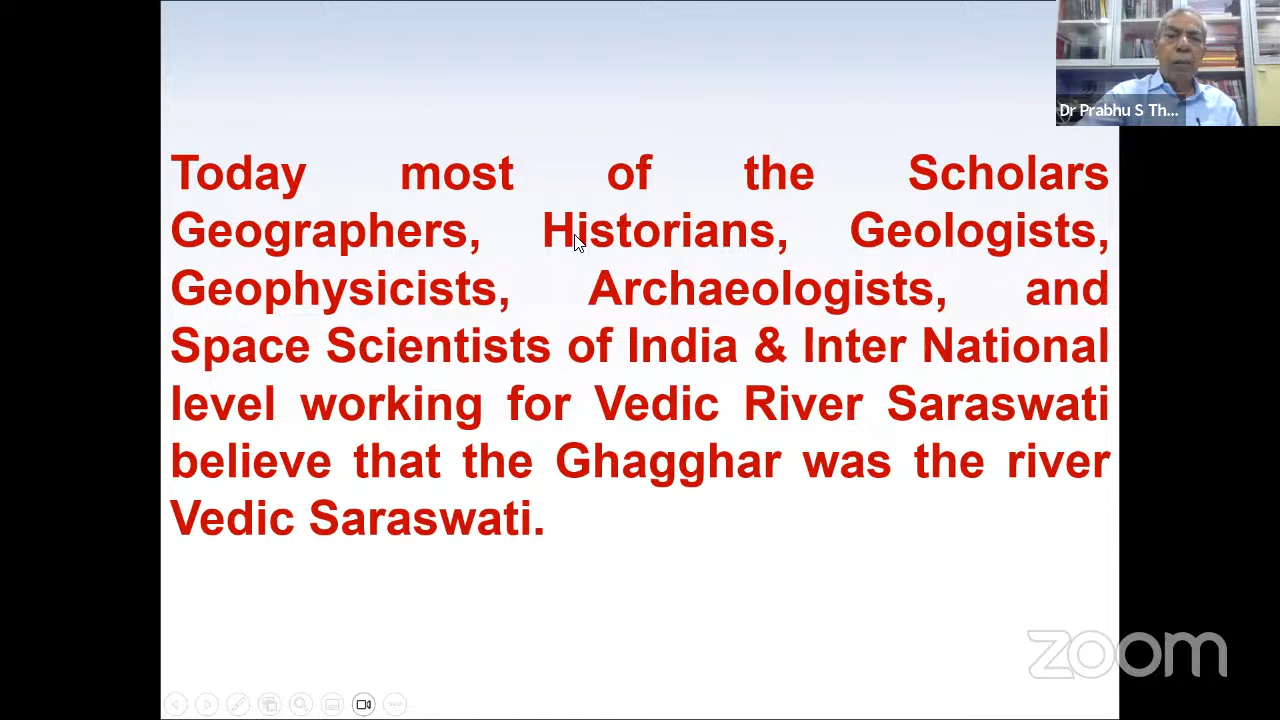 Dr Prabhu S Th...
Today most of the Scholars
Geographers, Historians, Geologists,
Geophysicists, Archaeologists, and
Space Scientists of India & Inter National
level working for Vedic River Saraswati
believe that the Ghagghar was the river
Vedic Saraswati.
zoom